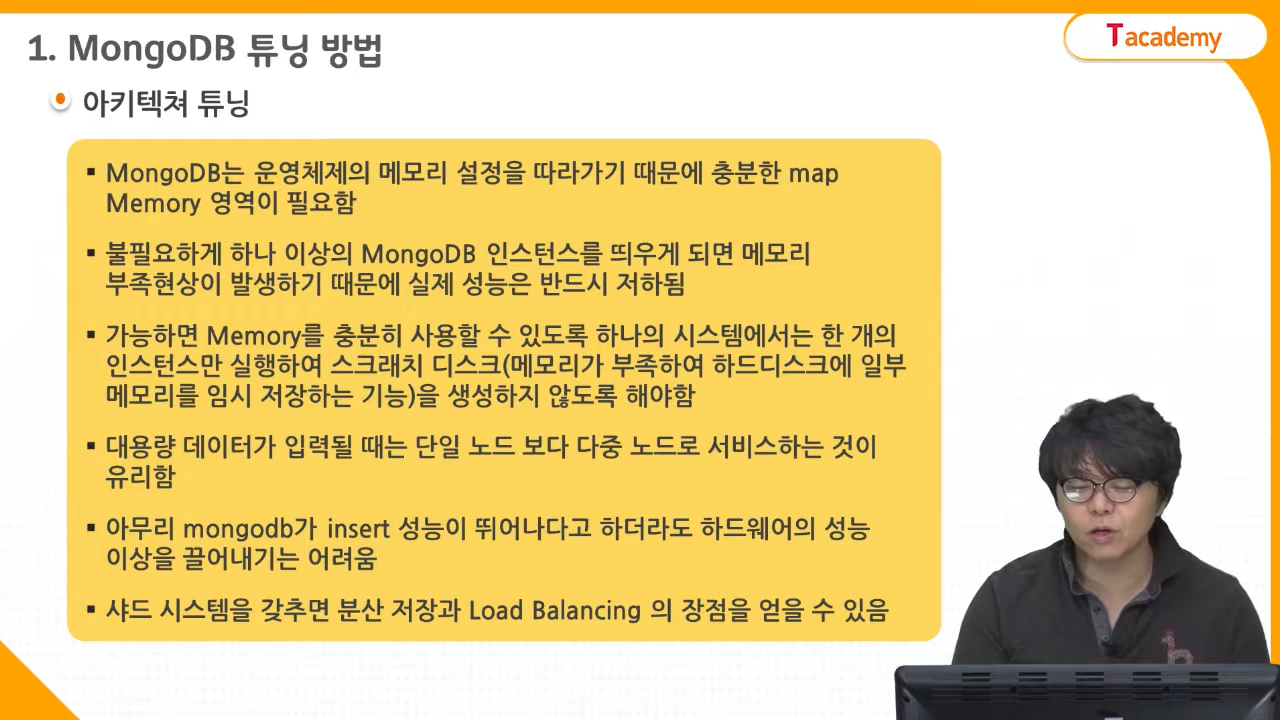 1. MongoDB 튜닝 방법
Tacademy
아키텍쳐 튜닝
▪ MongoDB는 운영체제의 메모리 설정을 따라가기 때문에 충분한 map
Memory 영역이 필요함
▪ 불필요하게 하나 이상의 MongoDB 인스턴스를 띄우게 되면 메모리
부족현상이 발생하기 때문에 실제 성능은 반드시 저하됨
▪ 가능하면 Memory를 충분히 사용할 수 있도록 하나의 시스템에서는 한 개의
인스턴스만 실행하여 스크래치 디스크(메모리가 부족하여 하드디스크에 일부
메모리를 임시 저장하는 기능)을 생성하지 않도록 해야함
▪ 대용량 데이터가 입력될 때는 단일 노드 보다 다중 노드로 서비스하는 것이
유리함
▪ 아무리 mongodb가 insert 성능이 뛰어나다고 하더라도 하드웨어의 성능
이상을 끌어내기는 어려움
▪ 샤드 시스템을 갖추면 분산 저장과 Load Balancing 의 장점을 얻을 수 있음